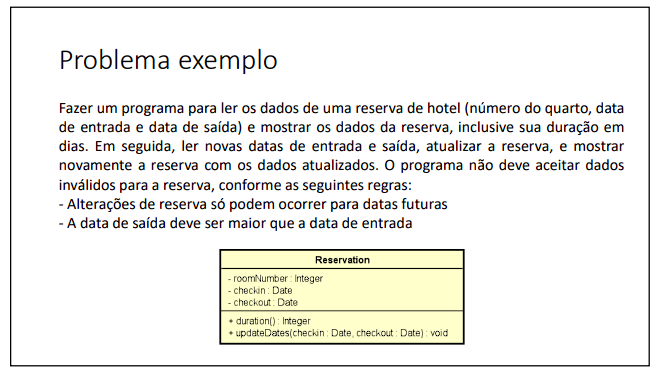 Problema exemplo
Fazer um programa para ler os dados de uma reserva de hotel (número do quarto, data
de entrada e data de saída) e mostrar os dados da reserva, inclusive sua duração em
dias. Em seguida, ler novas datas de entrada e saída, atualizar a reserva, e mostrar
novamente a reserva com os dados atualizados. O programa não deve aceitar dados
inválidos para a reserva, conforme as seguintes regras:
- Alterações de reserva só podem ocorrer para datas futuras
- A data de saída deve ser maior que a data de entrada
Reservation
- roomNumber : Integer
- checkin : Date
- checkout : Date
+ duration() : Integer
+ updateDates(checkin : Date, checkout : Date) : void